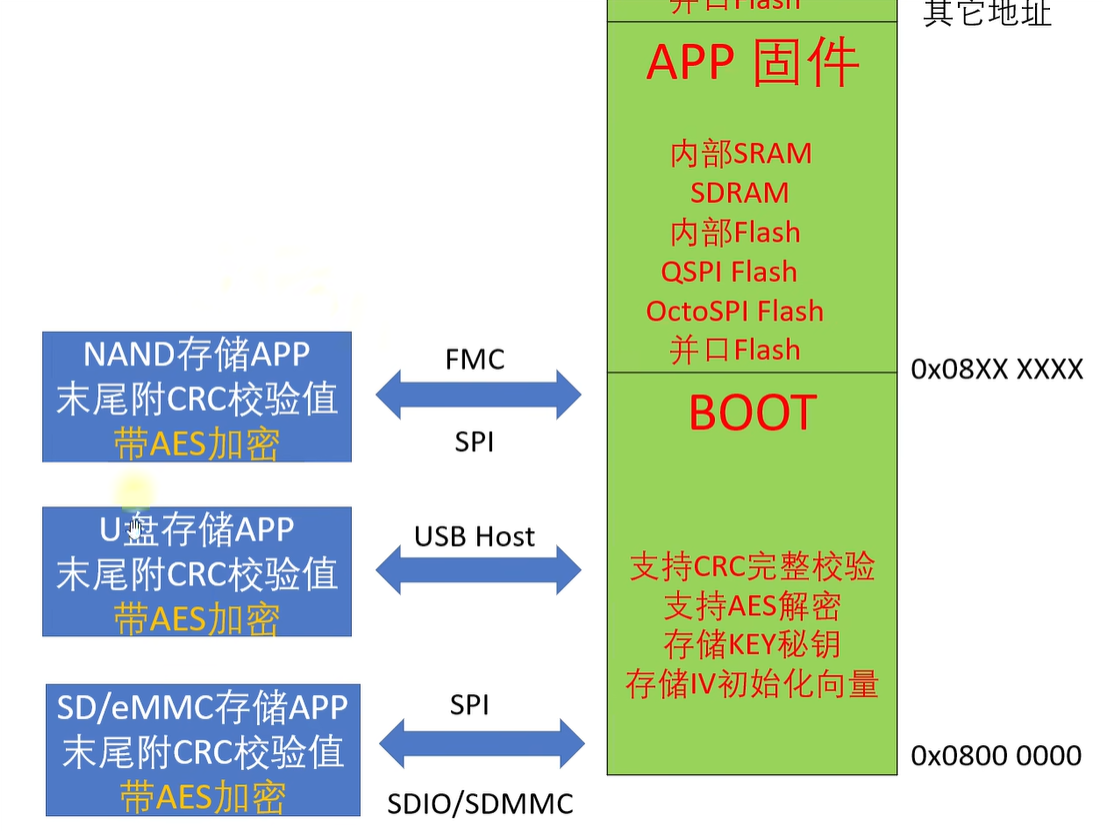 并口Flash
其它地址
APP 固件
内部SRAM
SDRAM
内部Flash
QSPI Flash
OctoSPI Flash
并口Flash
0x08XX XXXX
NAND存储APP
末尾附CRC校验值
带AES加密
FMC
SPI
BOOT
U盘存储APP
末尾附CRC校验值
带AES加密
USB Host
支持CRC完整校验
支持AES解密
存储KEY秘钥
存储IV初始化向量
SD/eMMC存储APP
末尾附CRC校验值
带AES加密
SPI
SDIO/SDMMC
0x0800 0000